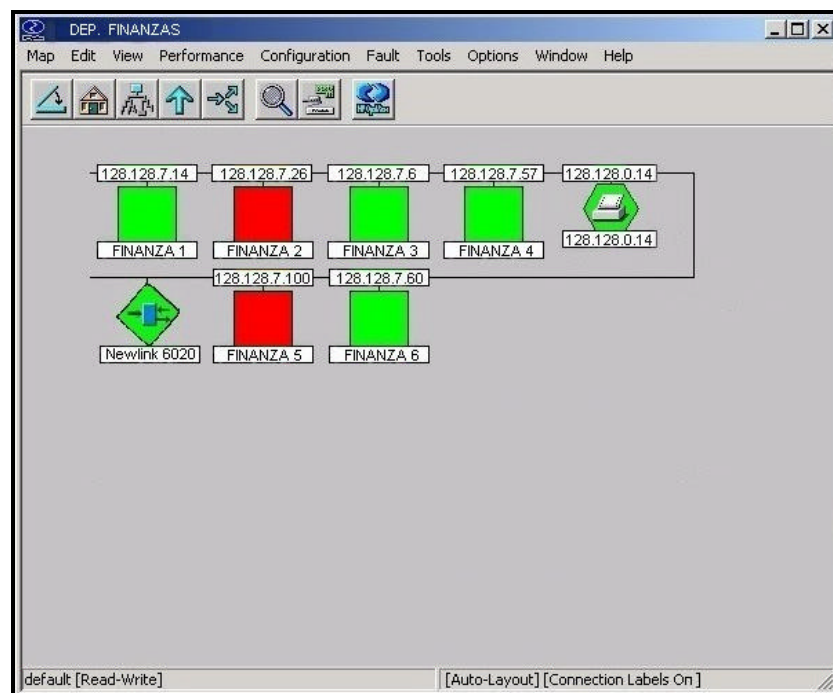 DEP. FINANZAS
Map Edit View Performance Configuration Fault Tools Options Window Help
128.128.7.14 128.128.7.26 128.128.7.6 128.128.7.57 128.128.0.14
FINANZA 1 FINANZA 2 FINANZA 3 FINANZA 4 128.128.0.14
128.128.7.100 128.128.7.60
Newlink 6020 FINANZA 5 FINANZA 6
default [Read-Write] [Auto-Layout] [Connection Labels On ]